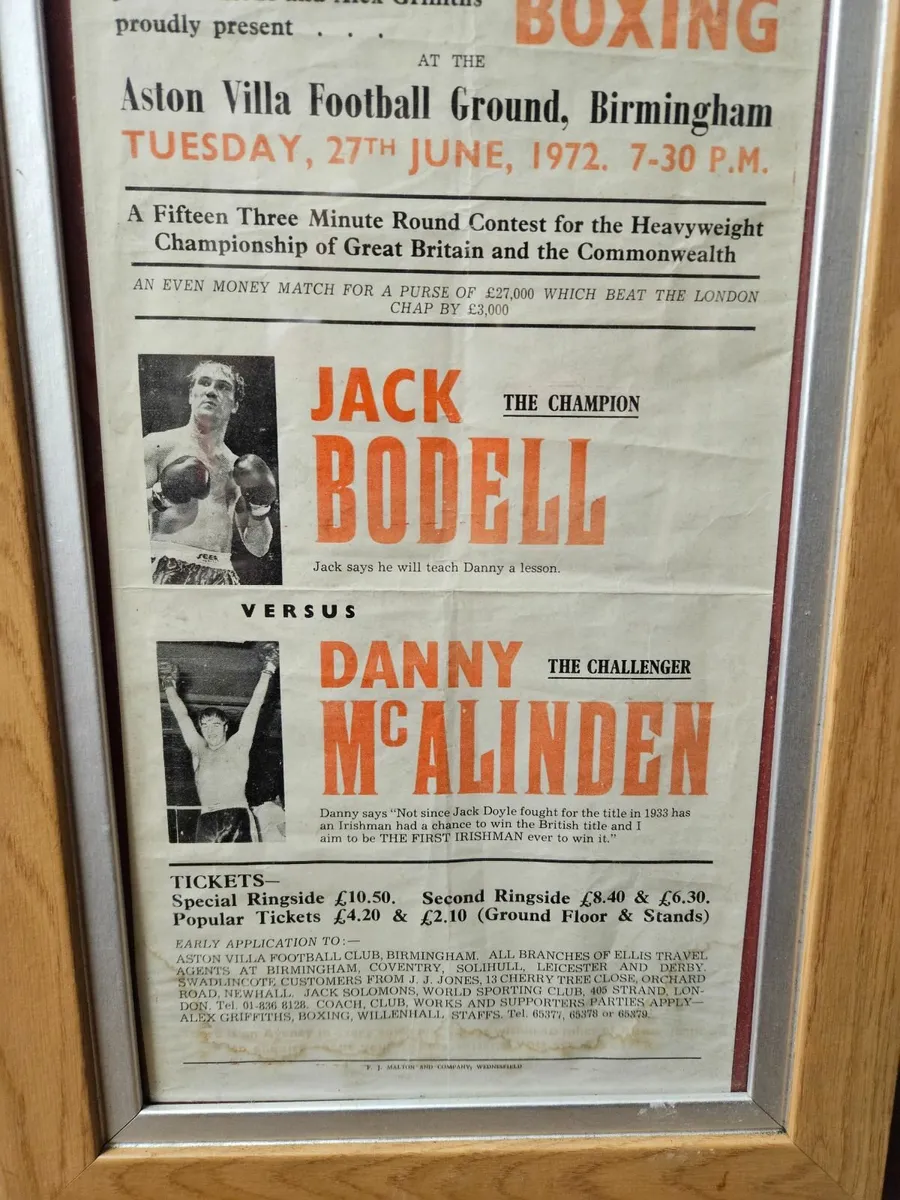 proudly present . . .
BOXING
AT THE
Aston Villa Football Ground, Birmingham
TUESDAY, 27TH JUNE, 1972. 7-30 P.M.
A Fifteen Three Minute Round Contest for the Heavyweight
Championship of Great Britain and the Commonwealth
AN EVEN MONEY MATCH FOR A PURSE OF £27,000 WHICH BEAT THE LONDON
CHAP BY £3,000
JACK THE CHAMPION
BODELL
Jack says he will teach Danny a lesson.
VERSUS
DANNY THE CHALLENGER
McALINDEN
Danny says "Not since Jack Doyle fought for the title in 1933 has
an Irishman had a chance to win the British title and I
aim to be THE FIRST IRISHMAN ever to win it."
TICKETS—
Special Ringside £10.50. Second Ringside £8.40 & £6.30.
Popular Tickets £4.20 & £2.10 (Ground Floor & Stands)
EARLY APPLICATION TO:—
ASTON VILLA FOOTBALL CLUB, BIRMINGHAM. ALL BRANCHES OF ELLIS TRAVEL
AGENTS AT BIRMINGHAM, COVENTRY, SOLIHULL, LEICESTER AND DERBY.
SWADLINCOTE CUSTOMERS FROM J. J. JONES, 13 CHERRY TREE CLOSE, ORCHARD
ROAD, NEWHALL. JACK SOLOMONS, WORLD SPORTING CLUB, 406 STRAND, LON-
DON. Tel. 01-836 8128. COACH, CLUB, WORKS AND SUPPORTERS PARTIES APPLY—
ALEX GRIFFITHS, BOXING, WILLENHALL, STAFFS. Tel. 65377, 65378 or 65379.
F. J. MALTON AND COMPANY, WEDNESFIELD